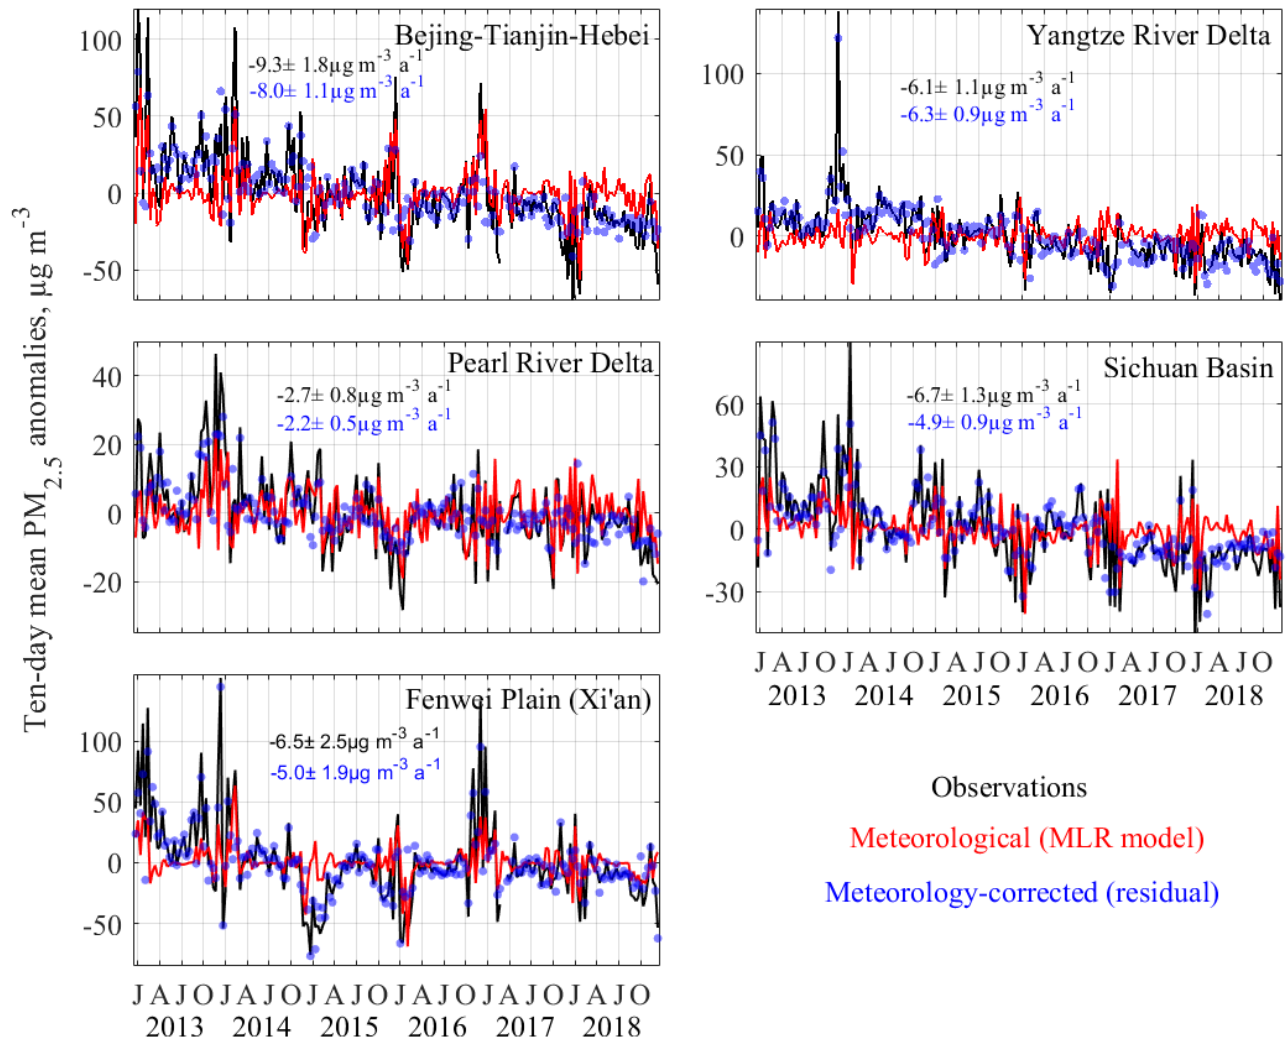 Ten-day mean PM2.5 anomalies, µg m-3
Bejing-Tianjin-Hebei
-9.3± 1.8µg m-3 a-1
-8.0± 1.1µg m-3 a-1
100
50
0
-50
Yangtze River Delta
-6.1± 1.1µg m-3 a-1
-6.3± 0.9µg m-3 a-1
100
50
0
Pearl River Delta
-2.7± 0.8µg m-3 a-1
-2.2± 0.5µg m-3 a-1
40
20
0
-20
Sichuan Basin
-6.7± 1.3µg m-3 a-1
-4.9± 0.9µg m-3 a-1
60
30
0
-30
J A J O J A J O J A J O J A J O J A J O J A J O
2013 2014 2015 2016 2017 2018
Fenwei Plain (Xi'an)
-6.5± 2.5µg m-3 a-1
-5.0± 1.9µg m-3 a-1
100
50
0
-50
J A J O J A J O J A J O J A J O J A J O J A J O
2013 2014 2015 2016 2017 2018
Observations
Meteorological (MLR model)
Meteorology-corrected (residual)